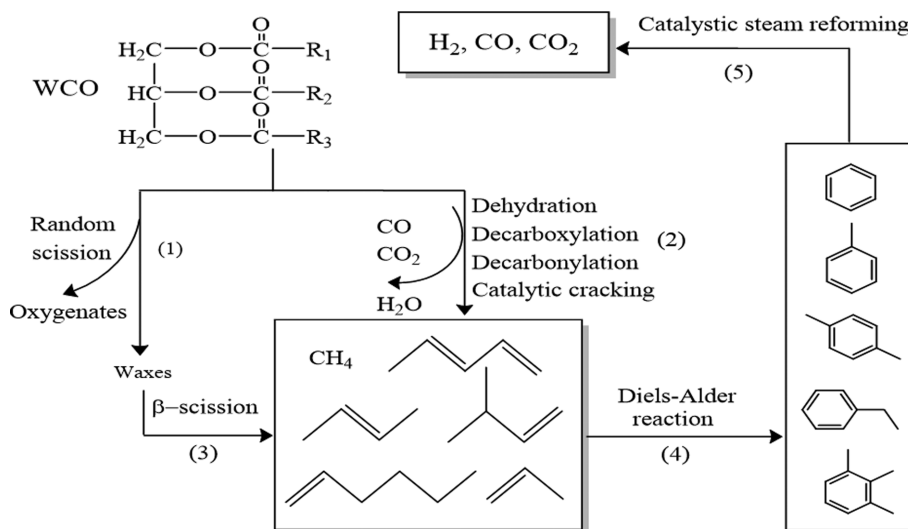 Catalystic steam reforming
(5)
H₂, CO, CO₂
WCO
H₂C—O—C—R₁
O
HC—O—C—R₂
O
H₂C—O—C—R₃
O
Random
scission
(1)
Oxygenates
Waxes
β−scission
(3)
CO
CO₂
H₂O
Dehydration
Decarboxylation
Decarbonylation
Catalytic cracking
(2)
CH₄
Diels-Alder
reaction
(4)